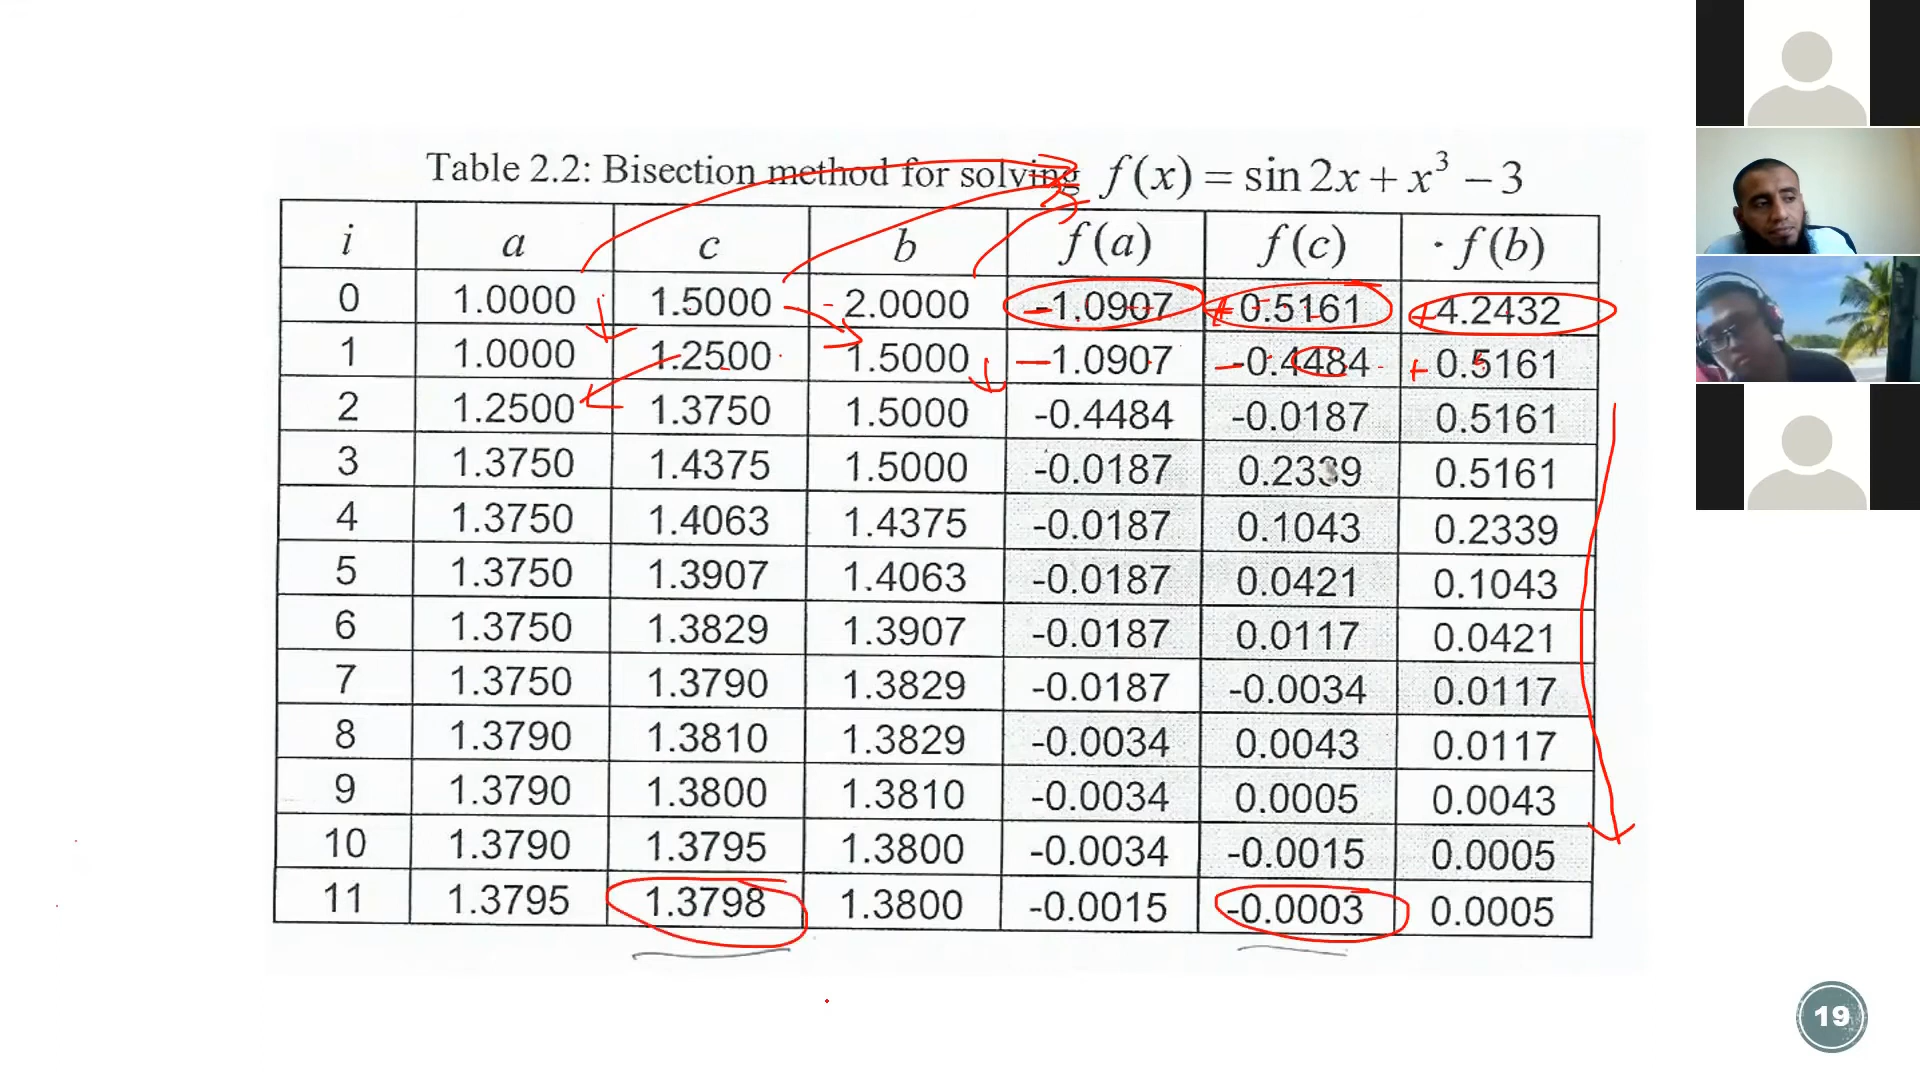 Table 2.2: Bisection method for solving f(x) = sin 2x + x³ − 3
i a c b f(a) f(c) · f(b)
0 1.0000 1.5000 2.0000 -1.0907 0.5161 4.2432
1 1.0000 1.2500 1.5000 -1.0907 -0.4484 0.5161
2 1.2500 1.3750 1.5000 -0.4484 -0.0187 0.5161
3 1.3750 1.4375 1.5000 -0.0187 0.2339 0.5161
4 1.3750 1.4063 1.4375 -0.0187 0.1043 0.2339
5 1.3750 1.3907 1.4063 -0.0187 0.0421 0.1043
6 1.3750 1.3829 1.3907 -0.0187 0.0117 0.0421
7 1.3750 1.3790 1.3829 -0.0187 -0.0034 0.0117
8 1.3790 1.3810 1.3829 -0.0034 0.0043 0.0117
9 1.3790 1.3800 1.3810 -0.0034 0.0005 0.0043
10 1.3790 1.3795 1.3800 -0.0034 -0.0015 0.0005
11 1.3795 1.3798 1.3800 -0.0015 -0.0003 0.0005
19